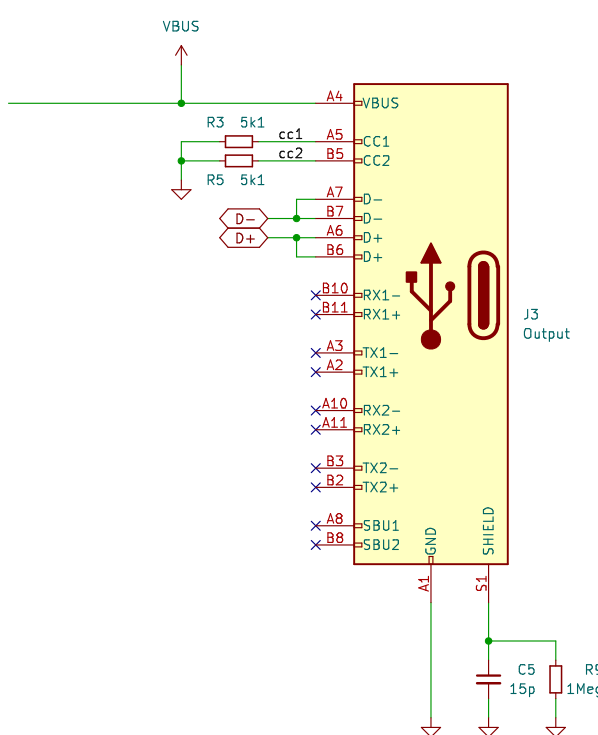 VBUS
A4 VBUS
R3 5k1
cc1 A5 CC1
cc2 B5 CC2
R5 5k1
A7 D-
D- B7 D-
D+ A6 D+
B6 D+
B10 RX1-
B11 RX1+
J3
Output
A3 TX1-
A2 TX1+
A10 RX2-
A11 RX2+
B3 TX2-
B2 TX2+
A8 SBU1
B8 SBU2
GND
SHIELD
A1
S1
C5
15p
1Meg